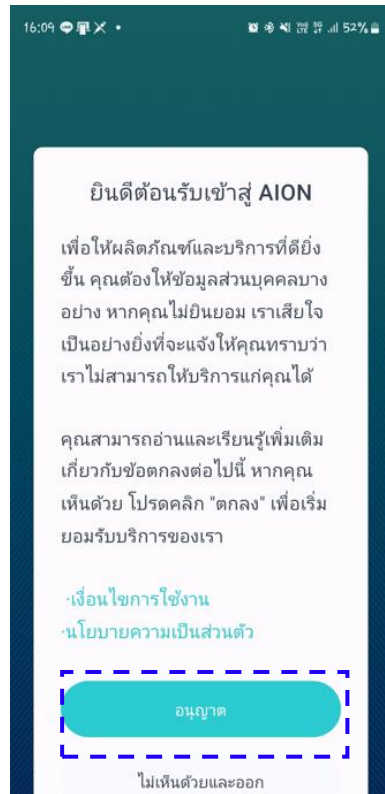 16:09 52%
ยินดีต้อนรับเข้าสู่ AION
เพื่อให้ผลิตภัณฑ์และบริการที่ดียิ่ง
ขึ้น คุณต้องให้ข้อมูลส่วนบุคคลบาง
อย่าง หากคุณไม่ยินยอม เราเสียใจ
เป็นอย่างยิ่งที่จะแจ้งให้คุณทราบว่า
เราไม่สามารถให้บริการแก่คุณได้
คุณสามารถอ่านและเรียนรู้เพิ่มเติม
เกี่ยวกับข้อตกลงต่อไปนี้ หากคุณ
เห็นด้วย โปรดคลิก "ตกลง" เพื่อเริ่ม
ยอมรับบริการของเรา
·เงื่อนไขการใช้งาน
·นโยบายความเป็นส่วนตัว
อนุญาต
ไม่เห็นด้วยและออก